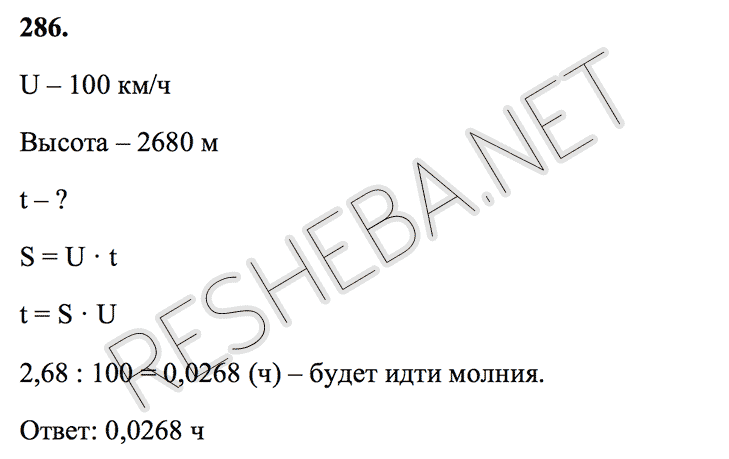 286.
U – 100 км/ч
Высота – 2680 м
t – ?
S = U · t
t = S · U
2,68 : 100 = 0,0268 (ч) – будет идти молния.
Ответ: 0,0268 ч
RESHEBA.NET